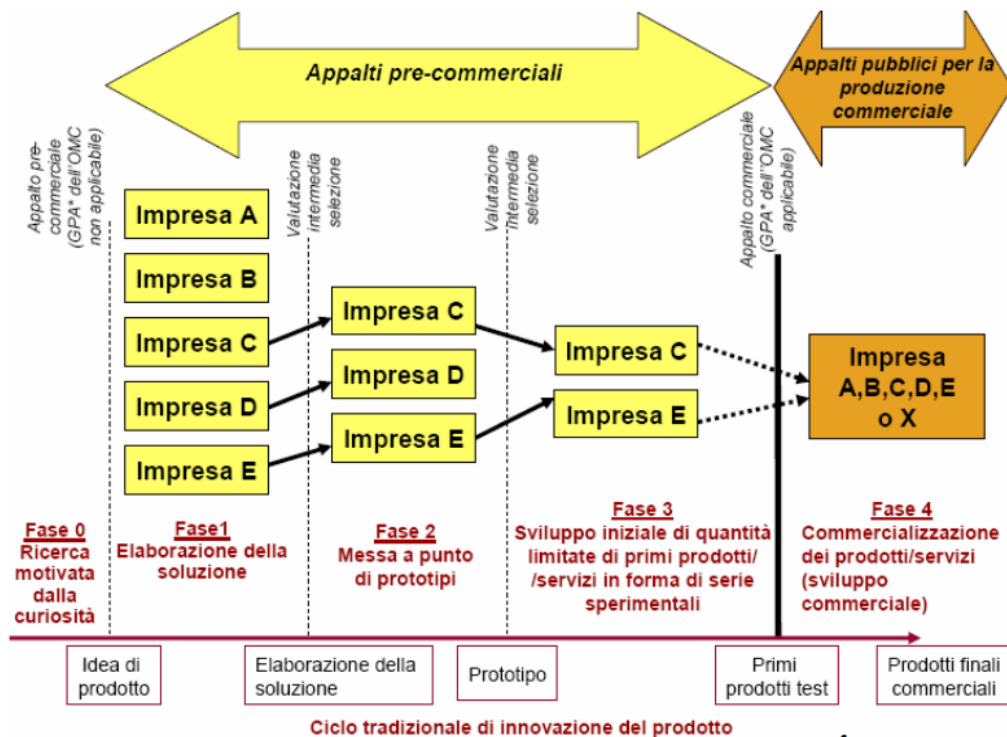 Appalti pre-commerciali
Appalti pubblici per la
produzione
commerciale
Appalto pre-
commerciale
(GPA* dell'OMC
non applicabile)
Valutazione
intermedia
selezione
Valutazione
intermedia
selezione
Appalto commerciale
(GPA* dell''OMC
applicabile)
Impresa A
Impresa B
Impresa C
Impresa D
Impresa E
Impresa C
Impresa D
Impresa E
Impresa C
Impresa E
Impresa
A,B,C,D,E
o X
Fase 0
Ricerca
motivata
dalla
curiosità
Fase1
Elaborazione della
soluzione
Fase 2
Messa a punto
di prototipi
Fase 3
Sviluppo iniziale di quantità
limitate di primi prodotti/
/servizi in forma di serie
sperimentali
Fase 4
Commercializzazione
dei prodotti/servizi
(sviluppo
commerciale)
Idea di
prodotto
Elaborazione della
soluzione
Prototipo
Primi
prodotti test
Prodotti finali
commerciali
Ciclo tradizionale di innovazione del prodotto